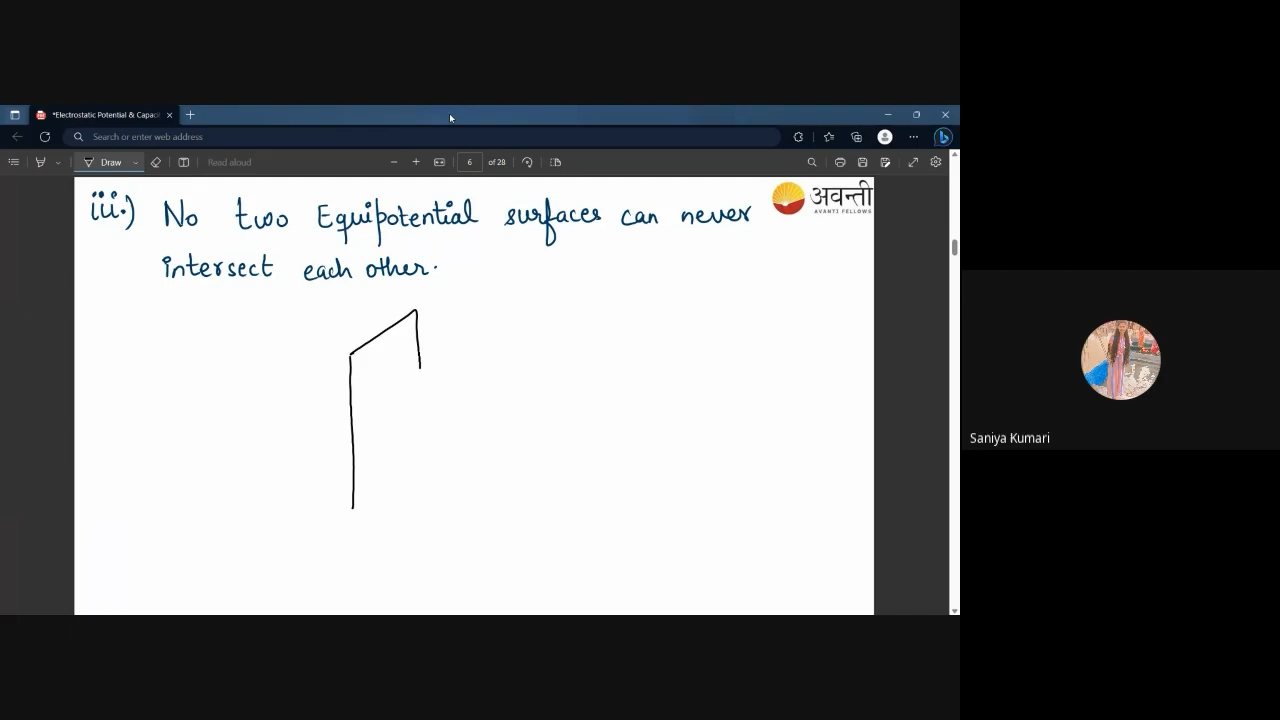 *Electrostatic Potential & Capaci
Search or enter web address
Draw
Read aloud
6 of 28
iii.) No two Equipotential surfaces can never
intersect each other.
अवन्ती
AVANTI FELLOWS
Saniya Kumari